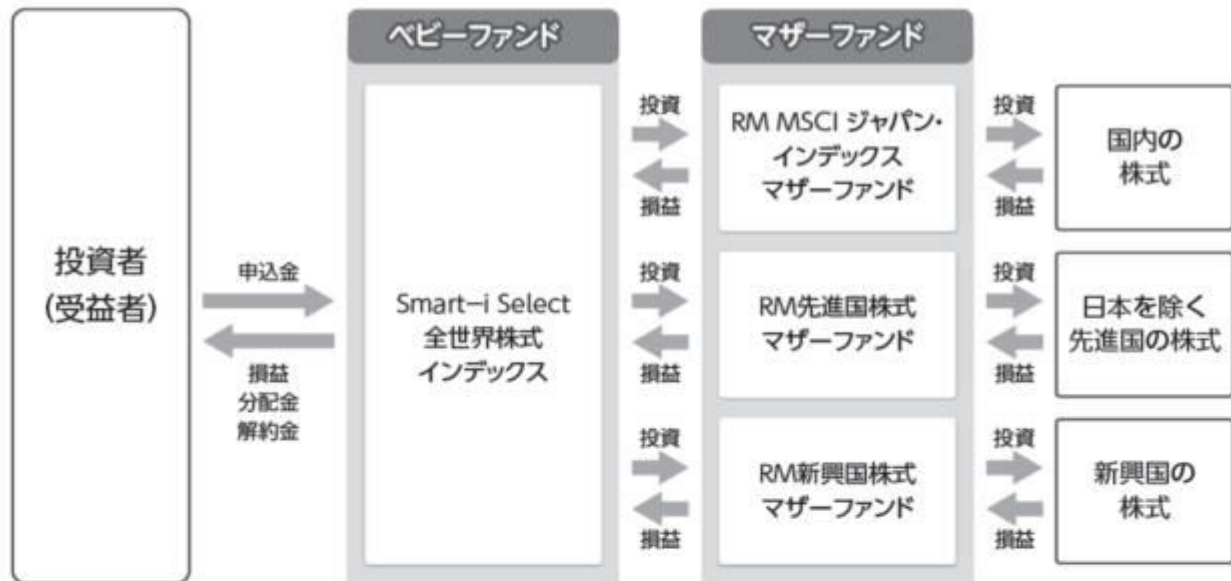 ベビーファンド
マザーファンド
投資者
(受益者)
申込金
損益
分配金
解約金
Smart-i Select
全世界株式
インデックス
投資
損益
RM MSCI ジャパン・
インデックス
マザーファンド
投資
損益
国内の
株式
投資
損益
RM先進国株式
マザーファンド
投資
損益
日本を除く
先進国の株式
投資
損益
RM新興国株式
マザーファンド
投資
損益
新興国の
株式